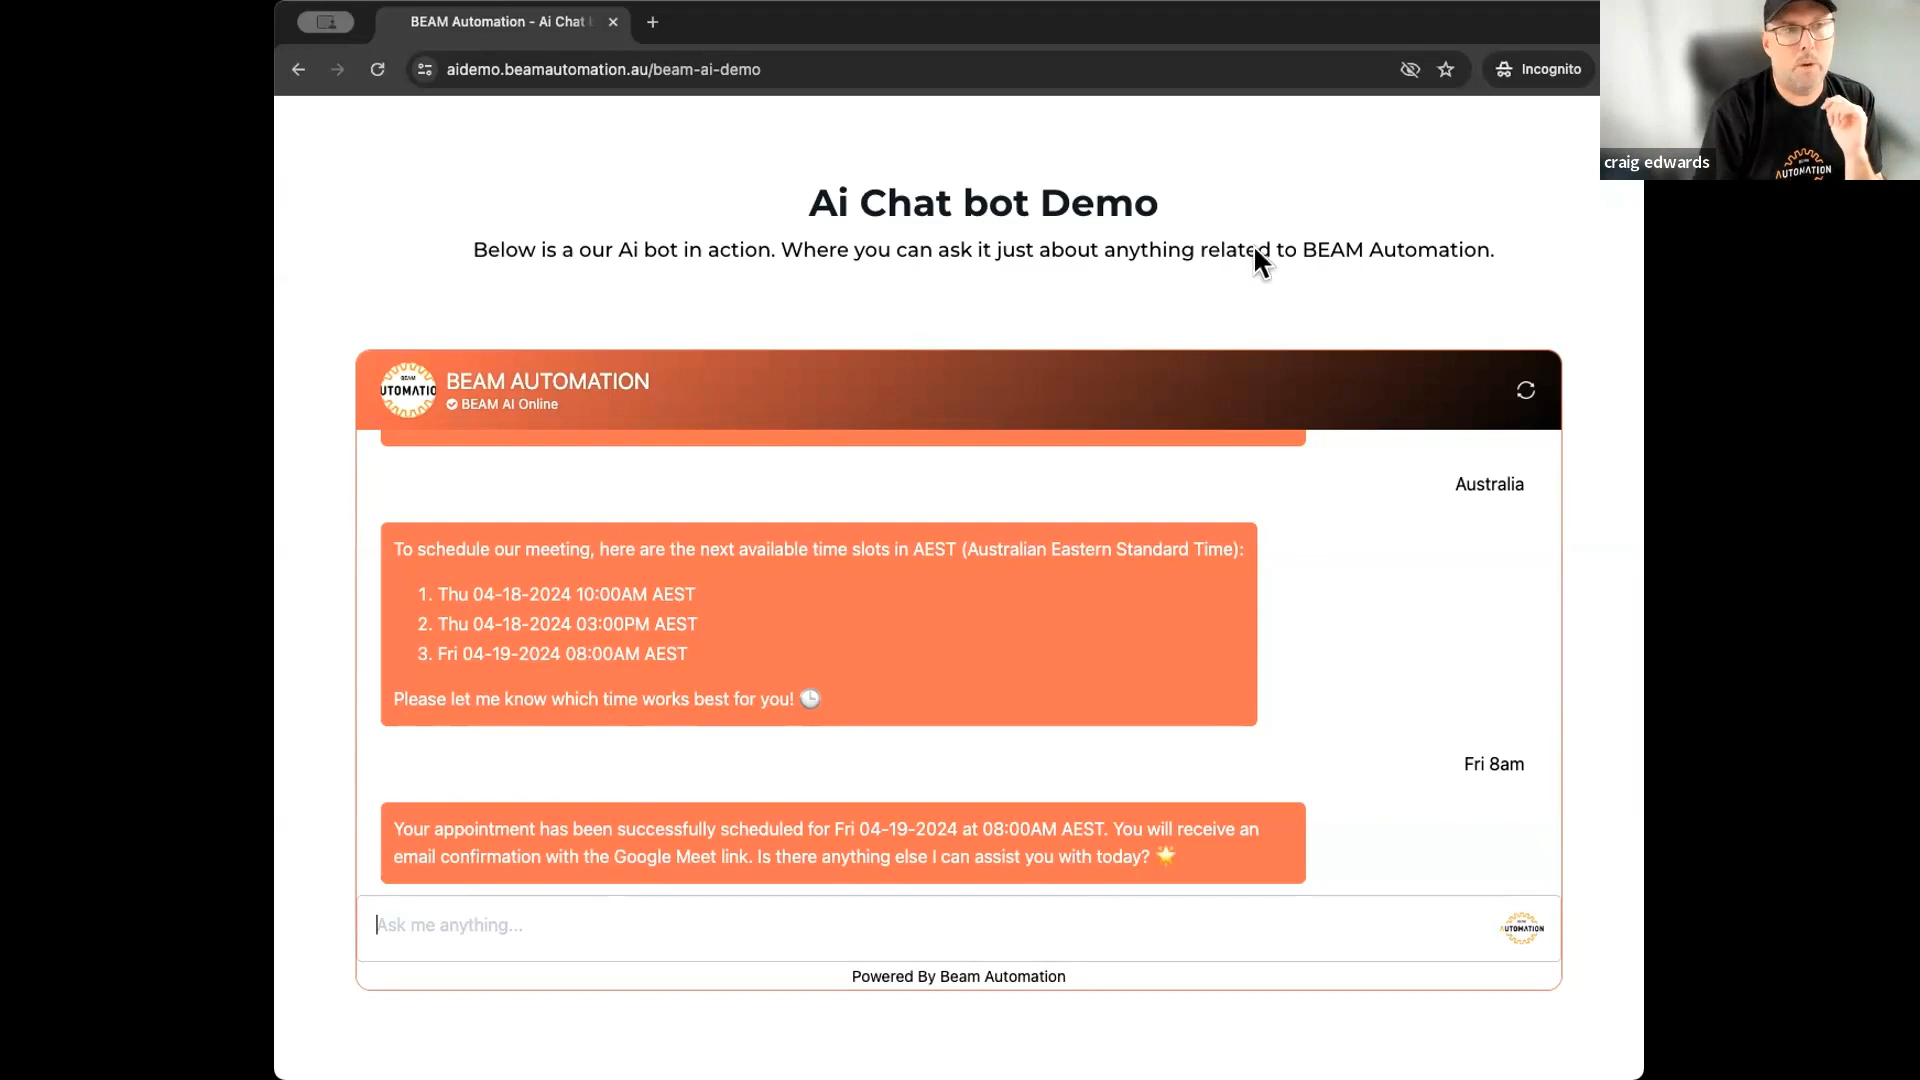 BEAM Automation - Ai Chat
aidemo.beamautomation.au/beam-ai-demo
Incognito
AUTOMATION
craig edwards
Ai Chat bot Demo
Below is a our Ai bot in action. Where you can ask it just about anything related to BEAM Automation.
BEAM
UTOMATIO
BEAM AUTOMATION
BEAM AI Online
Australia
To schedule our meeting, here are the next available time slots in AEST (Australian Eastern Standard Time):
1. Thu 04-18-2024 10:00AM AEST
2. Thu 04-18-2024 03:00PM AEST
3. Fri 04-19-2024 08:00AM AEST
Please let me know which time works best for you!
Fri 8am
Your appointment has been successfully scheduled for Fri 04-19-2024 at 08:00AM AEST. You will receive an
email confirmation with the Google Meet link. Is there anything else I can assist you with today?
Ask me anything...
AUTOMATION
Powered By Beam Automation